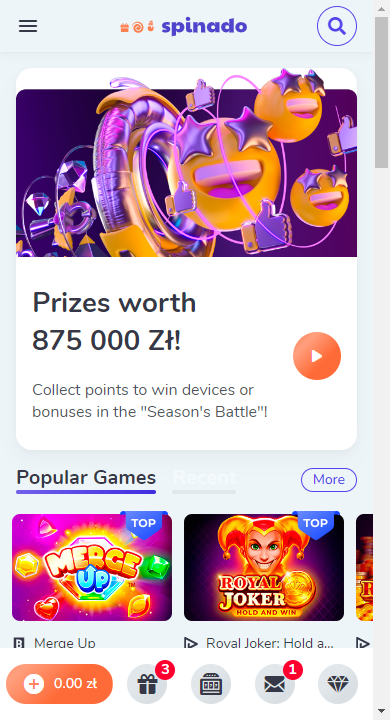 spinado
Prizes worth
875 000 Zł!
Collect points to win devices or
bonuses in the "Season's Battle"!
Popular Games
Recent
More
TOP
TOP
MERGE
UP
ROYAL
JOKER
HOLD AND WIN
Merge Up
Royal Joker: Hold a...
0.00 zł
3
1